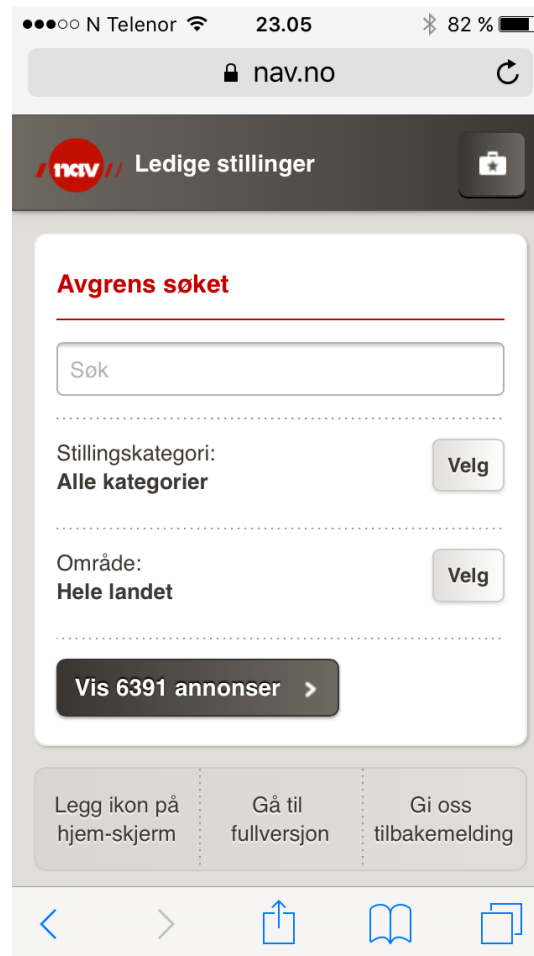 N Telenor 23.05 82 %
nav.no
nav Ledige stillinger
Avgrens søket
Søk
Stillingskategori:
Alle kategorier
Velg
Område:
Hele landet
Velg
Vis 6391 annonser
Legg ikon på
hjem-skjerm
Gå til
fullversjon
Gi oss
tilbakemelding